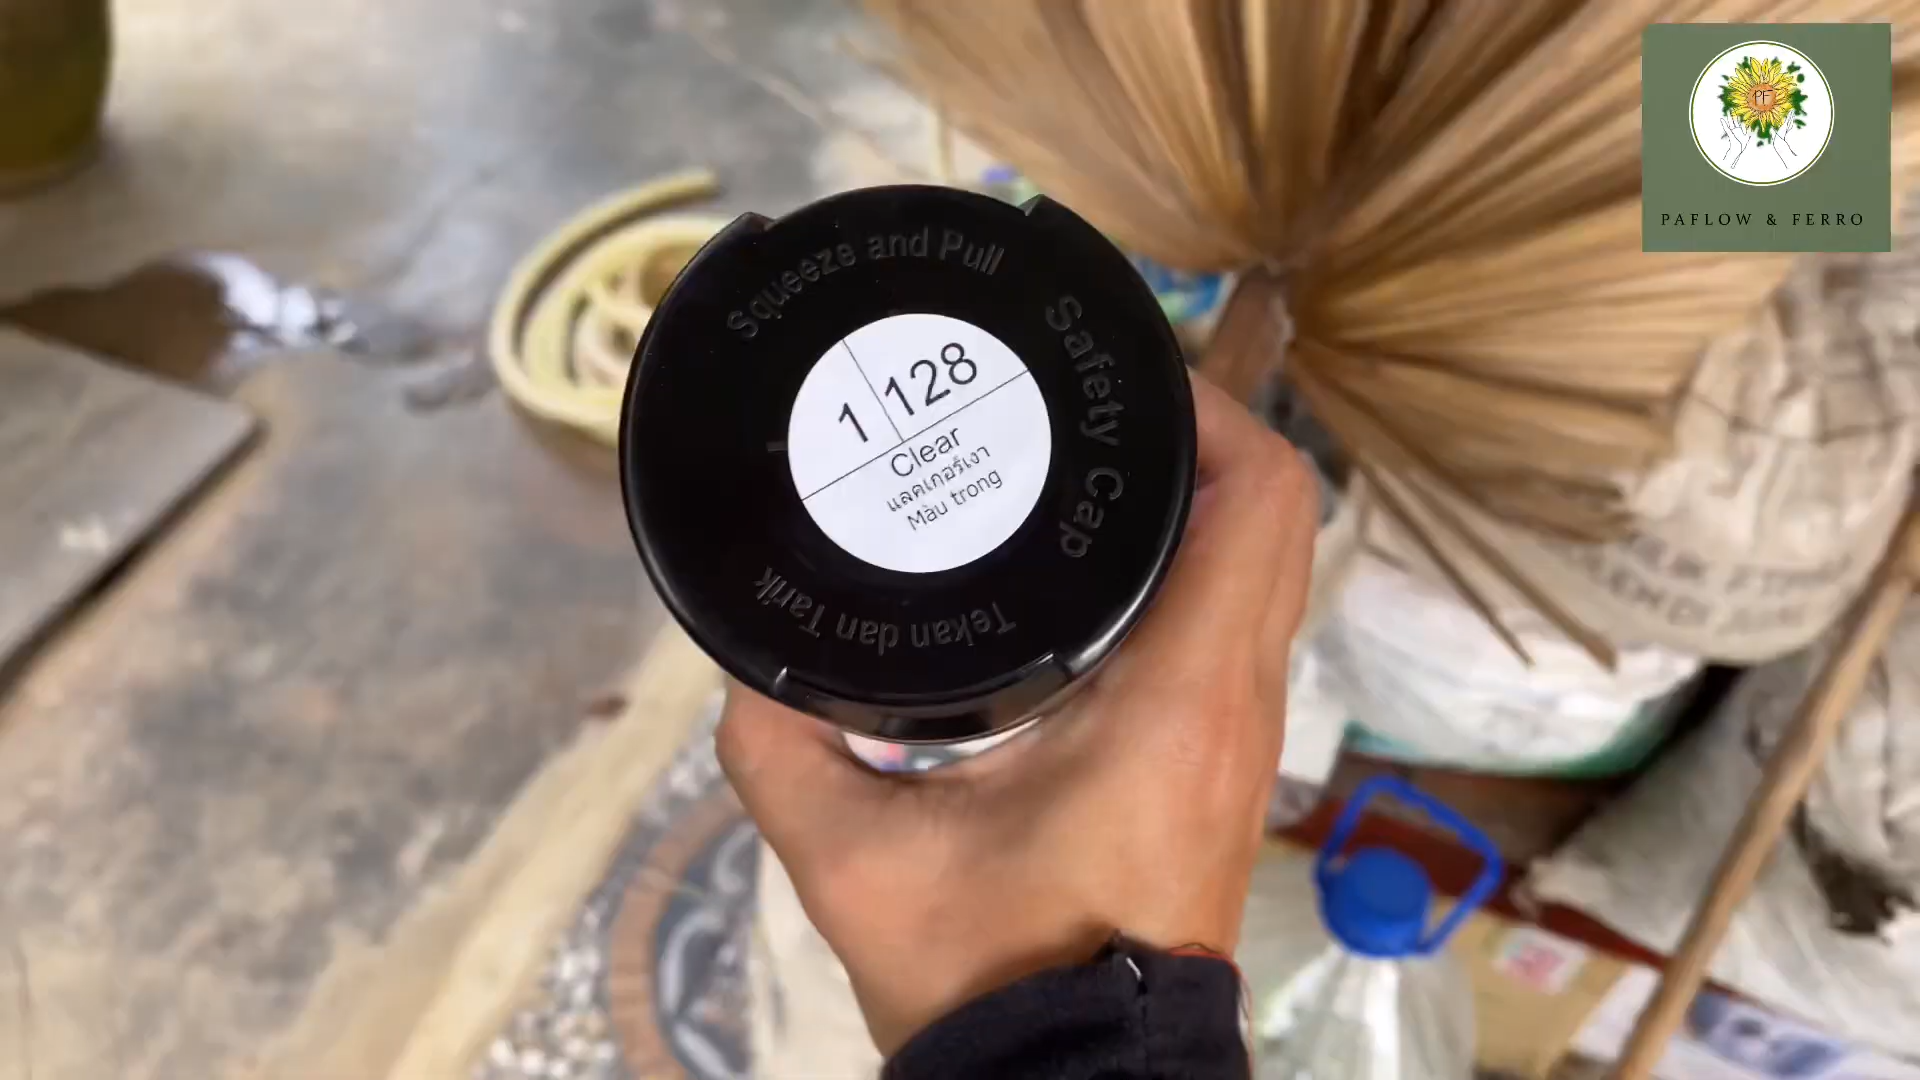 Squeeze and Pull
Safety Cap
Tekan dan Tarik
1 128
Clear
แลคเกอร์เงา
Màu trong
PF
PAFLOW & FERRO